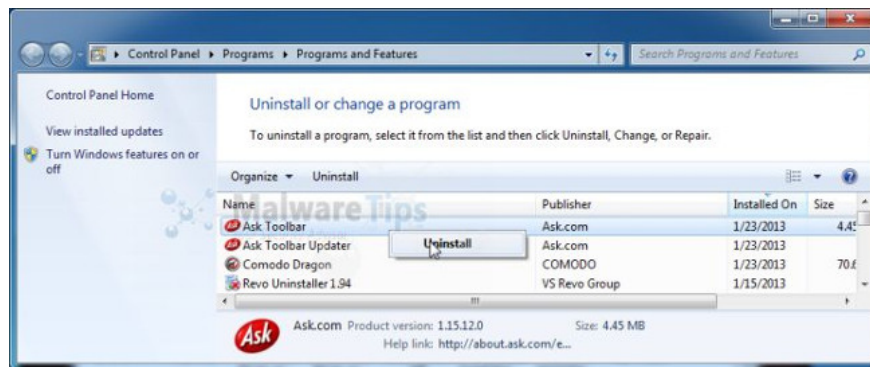 Control Panel ▸ Programs ▸ Programs and Features
Search Programs and Features
Control Panel Home
View installed updates
Turn Windows features on or
off
Uninstall or change a program
To uninstall a program, select it from the list and then click Uninstall, Change, or Repair.
Organize Uninstall
MalwareTips
Name Publisher Installed On Size
Ask Toolbar Ask.com 1/23/2013 4.45
Ask Toolbar Updater Ask.com 1/23/2013
Uninstall
Comodo Dragon COMODO 1/23/2013 70.
Revo Uninstaller 1.94 VS Revo Group 1/15/2013
Ask
Ask.com Product version: 1.15.12.0 Size: 4.45 MB
Help link: http://about.ask.com/e...